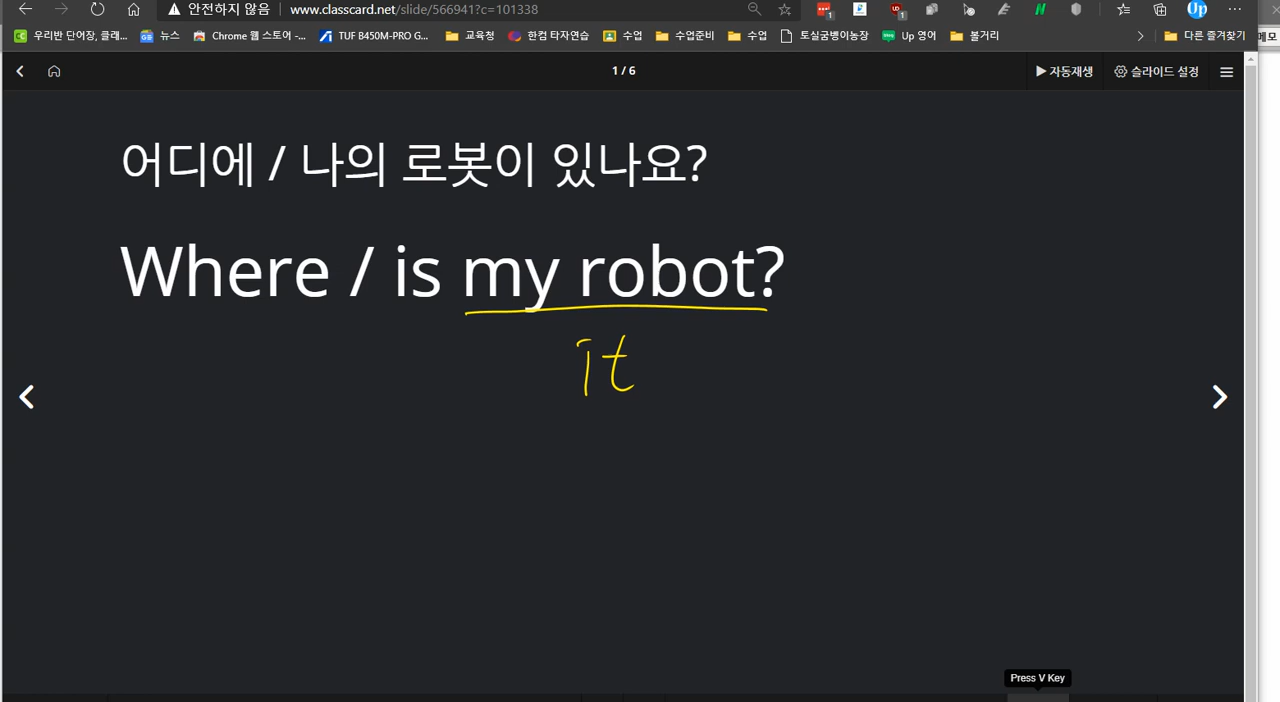 안전하지 않음 www.classcard.net/slide/566941?c=101338
우리반 단어장, 클래... 뉴스 Chrome 웹 스토어 -... TUF B450M-PRO G... 교육청 한컴 타자연습 수업 수업준비 수업 토실굼벵이농장 Up 영어 볼거리 다른 즐겨찾기 메모
1 / 6 자동재생 슬라이드 설정
어디에 / 나의 로봇이 있나요?
Where / is my robot?
it
Press V Key